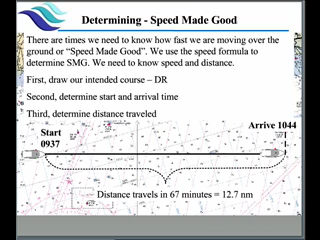 Determining - Speed Made Good
There are times we need to know how fast we are moving over the
ground or “Speed Made Good”. We use the speed formula to
determine SMG. We need to know speed and distance.
First, draw our intended course – DR
Second, determine start and arrival time
Third, determine distance traveled
Start
0937
Arrive 1044
Distance travels in 67 minutes = 12.7 nm